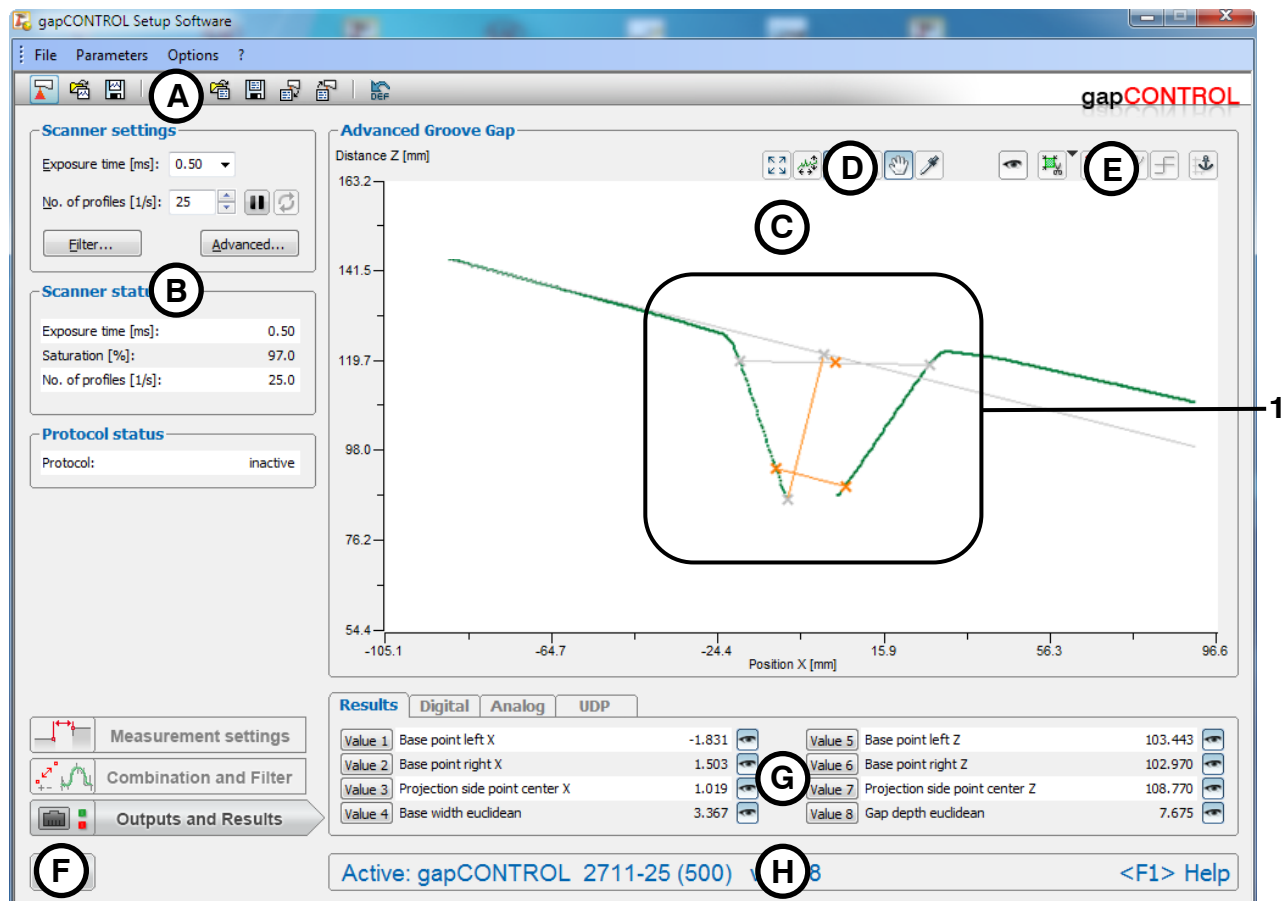 gapCONTROL Setup Software
File Parameters Options ?
A
DEF
gapCONTROL
Scanner settings
Exposure time [ms]: 0.50
No. of profiles [1/s]: 25
Filter... Advanced...
B
Scanner
Exposure time [ms]: 0.50
Saturation [%]: 97.0
No. of profiles [1/s]: 25.0
Protocol status
Protocol: inactive
Advanced Groove Gap
Distance Z [mm]
D
E
C
163.2
141.5
119.7
98.0
76.2
54.4
1
-105.1 -64.7 -24.4 15.9 56.3 96.6
Position X [mm]
Measurement settings
Combination and Filter
Outputs and Results
Results Digital Analog UDP
Value 1 Base point left X -1.831 Value 5 Base point left Z 103.443
Value 2 Base point right X 1.503 Value 6 Base point right Z 102.970
Value 3 Projection side point center X 1.019 Value 7 Projection side point center Z 108.770
Value 4 Base width euclidean 3.367 Value 8 Gap depth euclidean 7.675
G
F
Active: gapCONTROL 2711-25 (500) H 8 <F1> Help